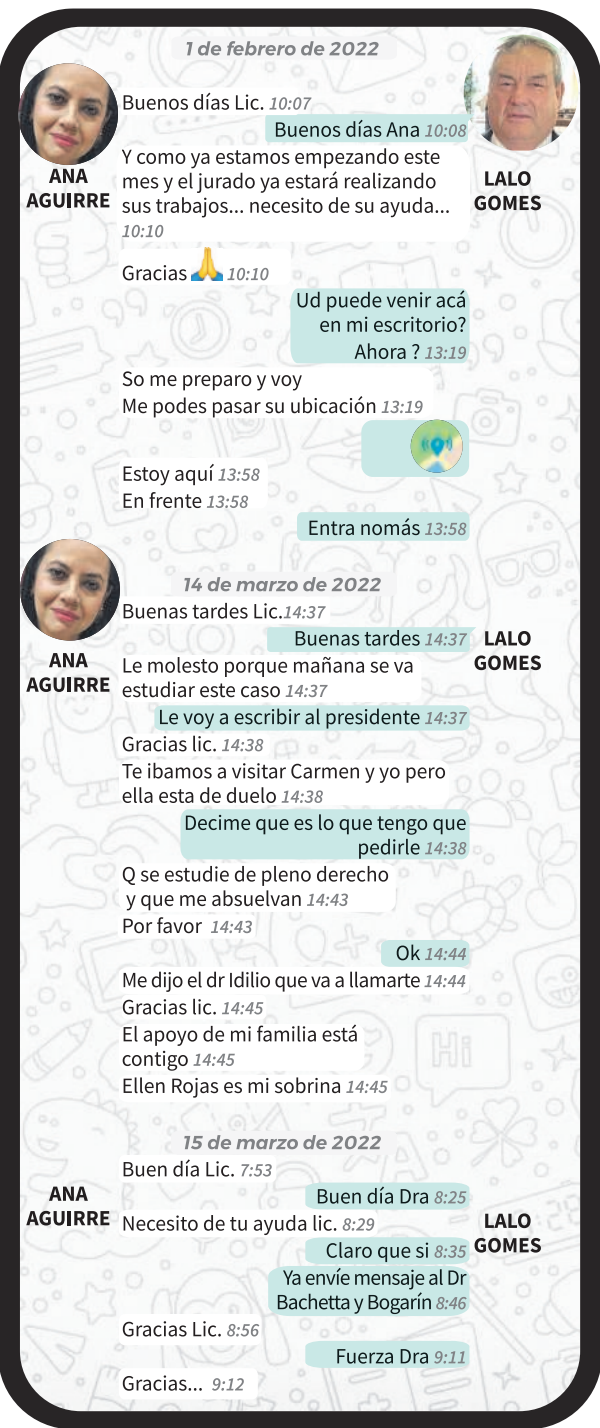 1 de febrero de 2022
Buenos días Lic. 10:07
Buenos días Ana 10:08
ANA
AGUIRRE
LALO
GOMES
Y como ya estamos empezando este
mes y el jurado ya estará realizando
sus trabajos... necesito de su ayuda...
10:10
Gracias 🙏 10:10
Ud puede venir acá
en mi escritorio?
Ahora ? 13:19
So me preparo y voy
Me podes pasar su ubicación 13:19
Estoy aquí 13:58
En frente 13:58
Entra nomás 13:58
14 de marzo de 2022
Buenas tardes Lic.14:37
Buenas tardes 14:37
ANA
AGUIRRE
LALO
GOMES
Le molesto porque mañana se va
estudiar este caso 14:37
Le voy a escribir al presidente 14:37
Gracias lic. 14:38
Te ibamos a visitar Carmen y yo pero
ella esta de duelo 14:38
Decime que es lo que tengo que
pedirle 14:38
Q se estudie de pleno derecho
y que me absuelvan 14:43
Por favor 14:43
Ok 14:44
Me dijo el dr Idilio que va a llamarte 14:44
Gracias lic. 14:45
El apoyo de mi familia está
contigo 14:45
Ellen Rojas es mi sobrina 14:45
Hi
15 de marzo de 2022
Buen día Lic. 7:53
ANA
AGUIRRE
Buen día Dra 8:25
Necesito de tu ayuda lic. 8:29
LALO
GOMES
Claro que si 8:35
Ya envíe mensaje al Dr
Bachetta y Bogarín 8:46
Gracias Lic. 8:56
Fuerza Dra 9:11
Gracias... 9:12